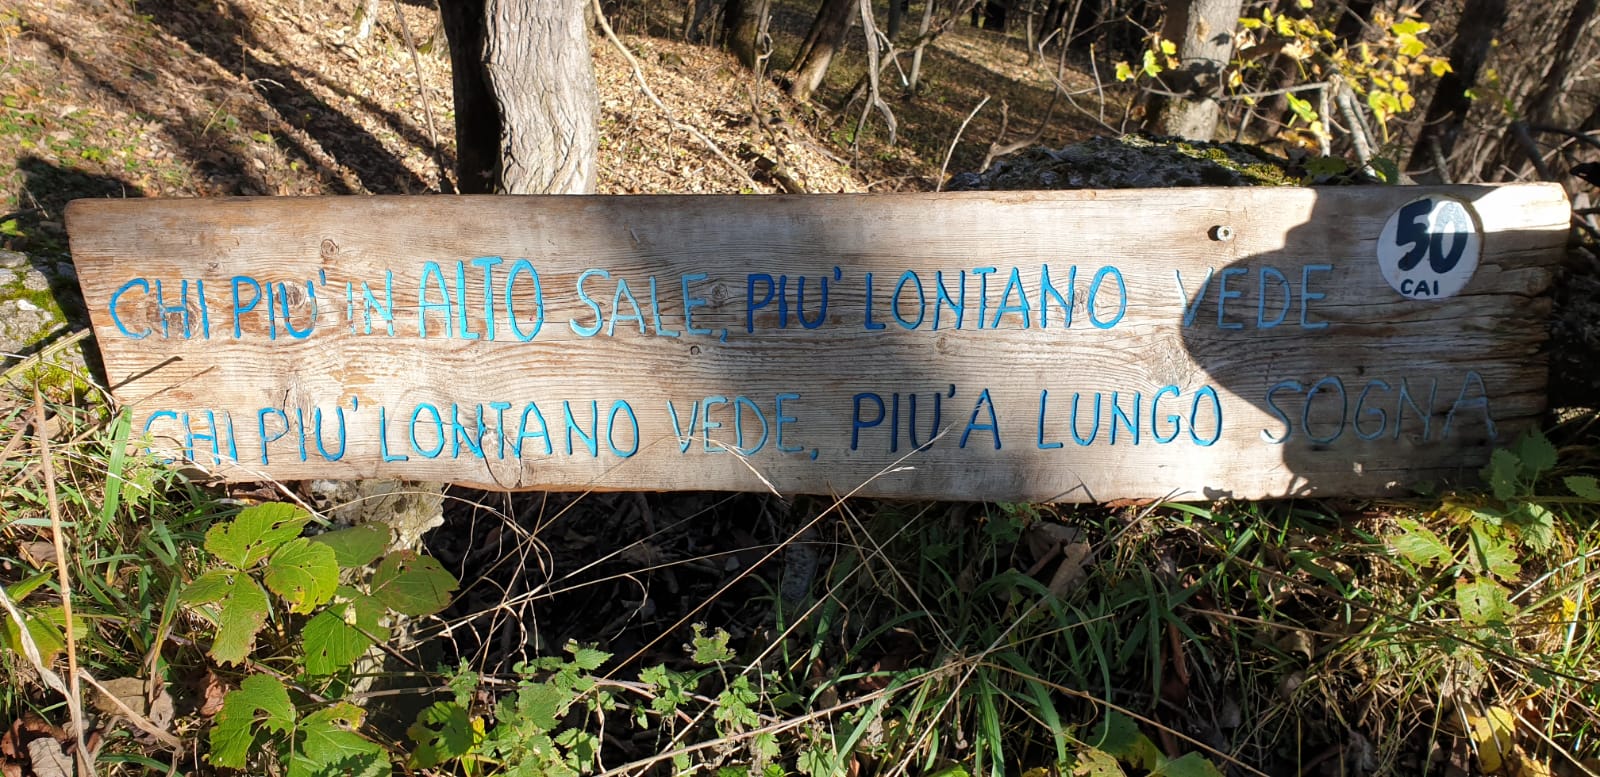 CHI PIU' IN ALTO SALE, PIU' LONTANO VEDE
CHI PIU' LONTANO VEDE, PIU' A LUNGO SOGNA
50
CAI